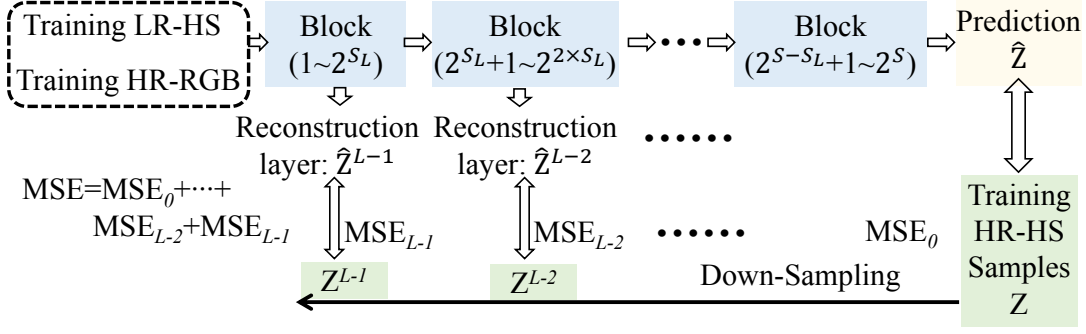 Training LR-HS
Training HR-RGB
Block
(1~2^{S_L})
Block
(2^{S_L}+1~2^{2×S_L})
•••
Block
(2^{S-S_L}+1~2^S)
Prediction
Ẑ
Reconstruction
layer: Ẑ^{L-1}
Reconstruction
layer: Ẑ^{L-2}
••••••
MSE=MSE_0+···+
MSE_{L-2}+MSE_{L-1}
MSE_{L-1}
MSE_{L-2}
••••••
MSE_0
Training
HR-HS
Samples
Z
Z^{L-1}
Z^{L-2}
Down-Sampling